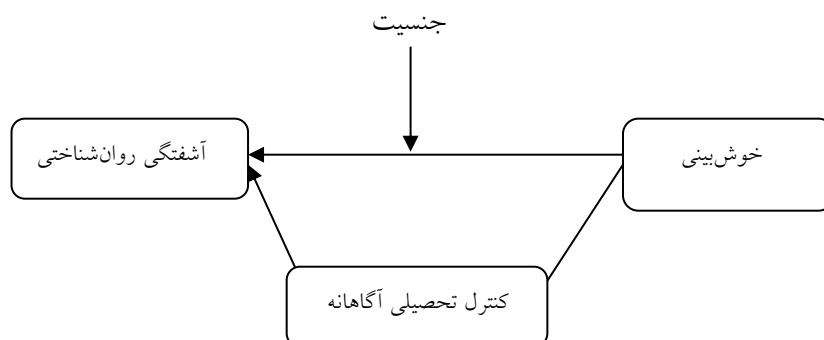 جنسیت
خوش‌بینی
آشفتگی روان‌شناختی
کنترل تحصیلی آگاهانه